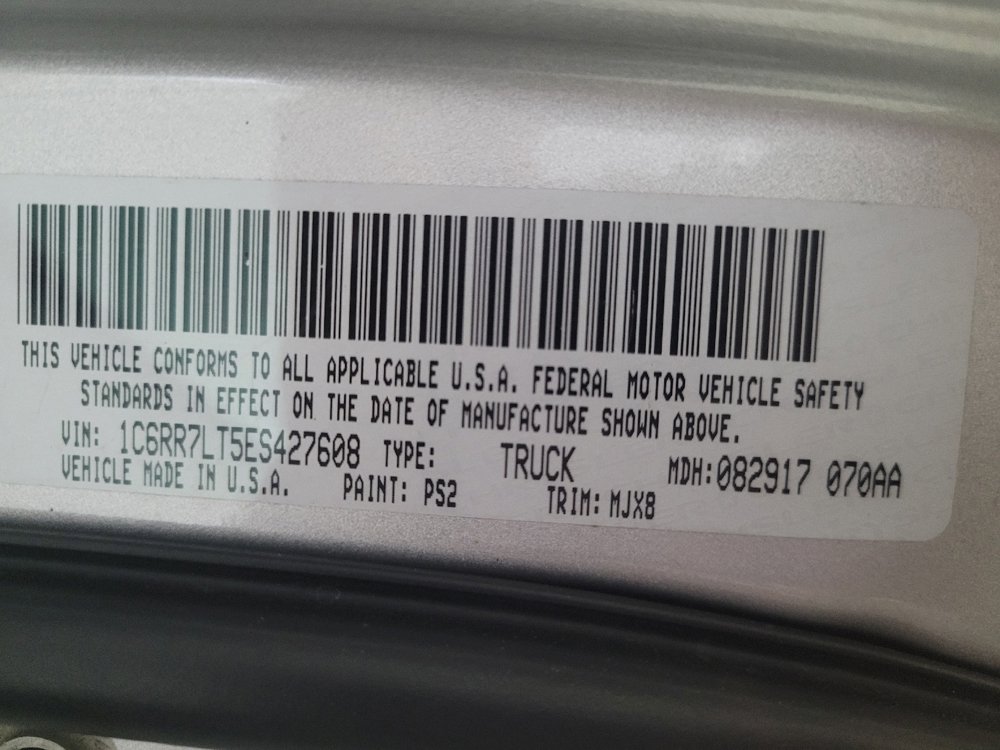 THIS VEHICLE CONFORMS TO ALL APPLICABLE U.S.A. FEDERAL MOTOR VEHICLE SAFETY
STANDARDS IN EFFECT ON THE DATE OF MANUFACTURE SHOWN ABOVE.
VIN: 1C6RR7LT5ES427608 TYPE: TRUCK MDH:082917 070AA
VEHICLE MADE IN U.S.A. PAINT: PS2 TRIM: MJX8